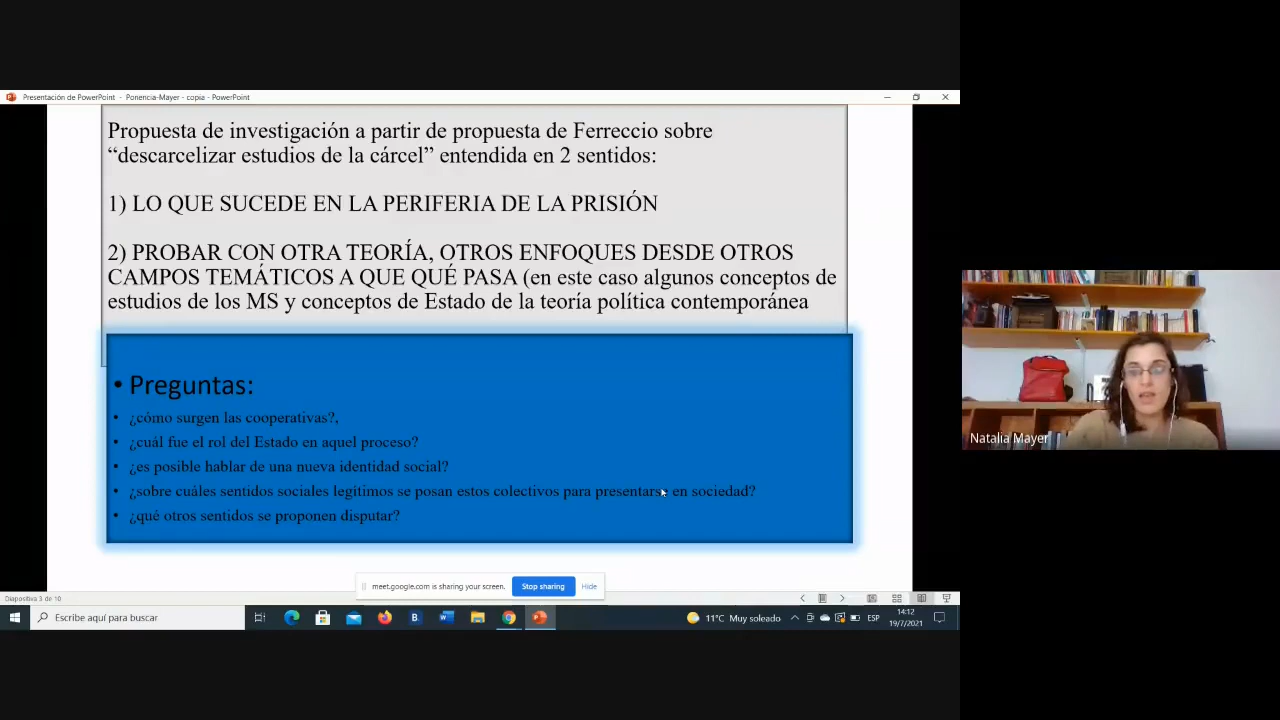 Presentación de PowerPoint - Ponencia-Mayer - copia - PowerPoint
Propuesta de investigación a partir de propuesta de Ferreccio sobre
“descarcelizar estudios de la cárcel” entendida en 2 sentidos:
1) LO QUE SUCEDE EN LA PERIFERIA DE LA PRISIÓN
2) PROBAR CON OTRA TEORÍA, OTROS ENFOQUES DESDE OTROS
CAMPOS TEMÁTICOS A QUE QUÉ PASA (en este caso algunos conceptos de
estudios de los MS y conceptos de Estado de la teoría política contemporánea
• Preguntas:
• ¿cómo surgen las cooperativas?,
• ¿cuál fue el rol del Estado en aquel proceso?
• ¿es posible hablar de una nueva identidad social?
• ¿sobre cuáles sentidos sociales legítimos se posan estos colectivos para presentarse en sociedad?
• ¿qué otros sentidos se proponen disputar?
Natalia Mayer
meet.google.com is sharing your screen. Stop sharing Hide
Diapositiva 3 de 10
Escribe aquí para buscar
11°C Muy soleado
ESP
14:12
19/7/2021